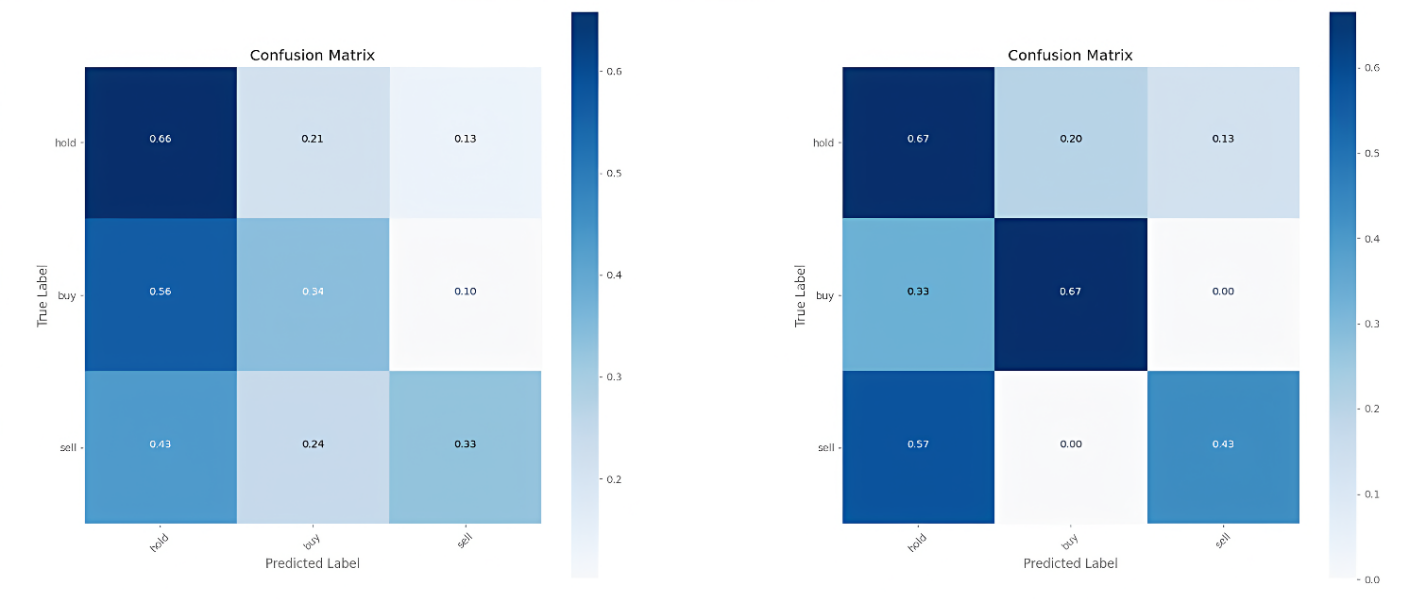 Confusion Matrix
hold
buy
sell
True Label
0.66 0.21 0.13
0.56 0.34 0.10
0.43 0.24 0.33
hold buy sell
Predicted Label
0.6
0.5
0.4
0.3
0.2
Confusion Matrix
hold
buy
sell
True Label
0.67 0.20 0.13
0.33 0.67 0.00
0.57 0.00 0.43
hold buy sell
Predicted Label
0.6
0.5
0.4
0.3
0.2
0.1
0.0